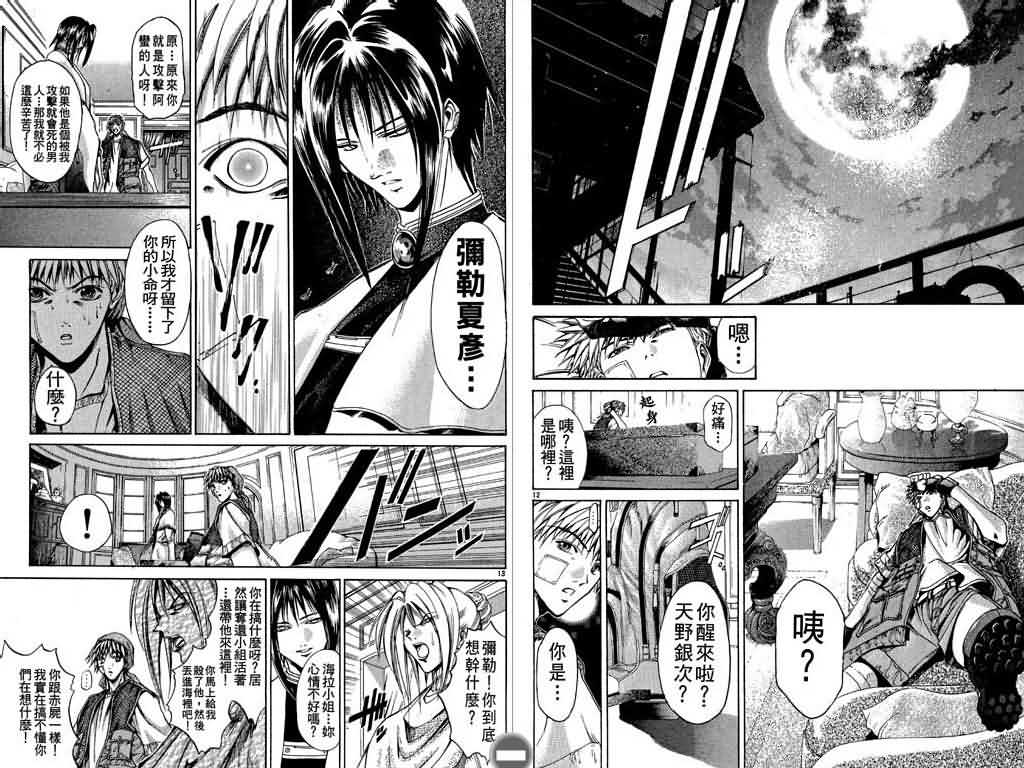 嗯…
好痛…
起身
咦？這裡
是哪裡？
12
咦？
你醒來啦？
天野銀次？
你是…
彌勒夏彥…
原…原來你
就是攻擊阿
蠻的人呀！
如果他是個被我
攻擊就會死的男
人…那我就不必
這麼辛苦了！
所以我才留下了
你的小命呀……
什麼？
！
13
彌勒！你到底
想幹什麼？
海拉小姐…妳
心情不好嗎？
你在搞什麼呀？居
然讓奪還小組活著
…還帶他來這裡！
你馬上給我
殺了他，然後
丟進海裡吧！
你跟赤屍一樣！
我實在搞不懂你
們在想什麼！